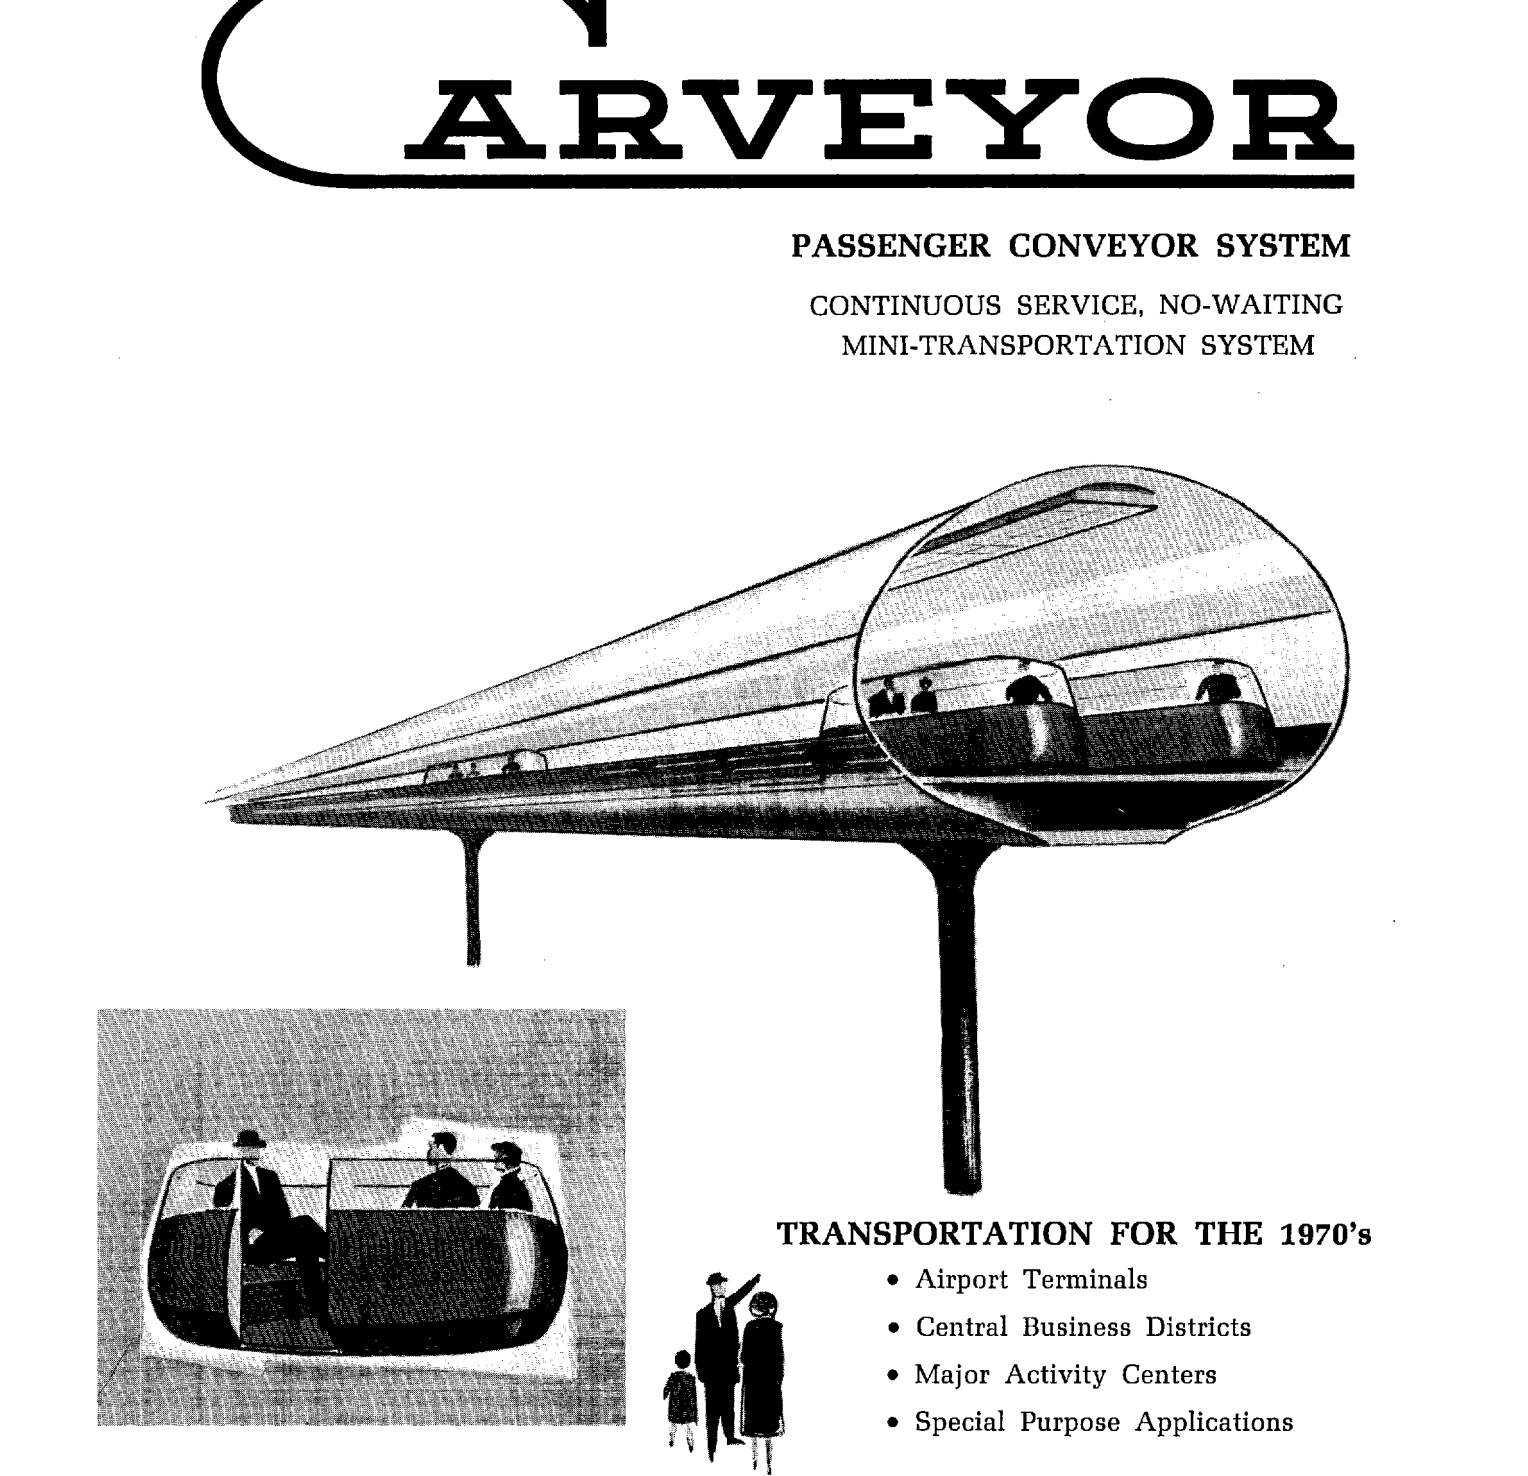 CARVEYOR
PASSENGER CONVEYOR SYSTEM
CONTINUOUS SERVICE, NO-WAITING
MINI-TRANSPORTATION SYSTEM
TRANSPORTATION FOR THE 1970's
• Airport Terminals
• Central Business Districts
• Major Activity Centers
• Special Purpose Applications